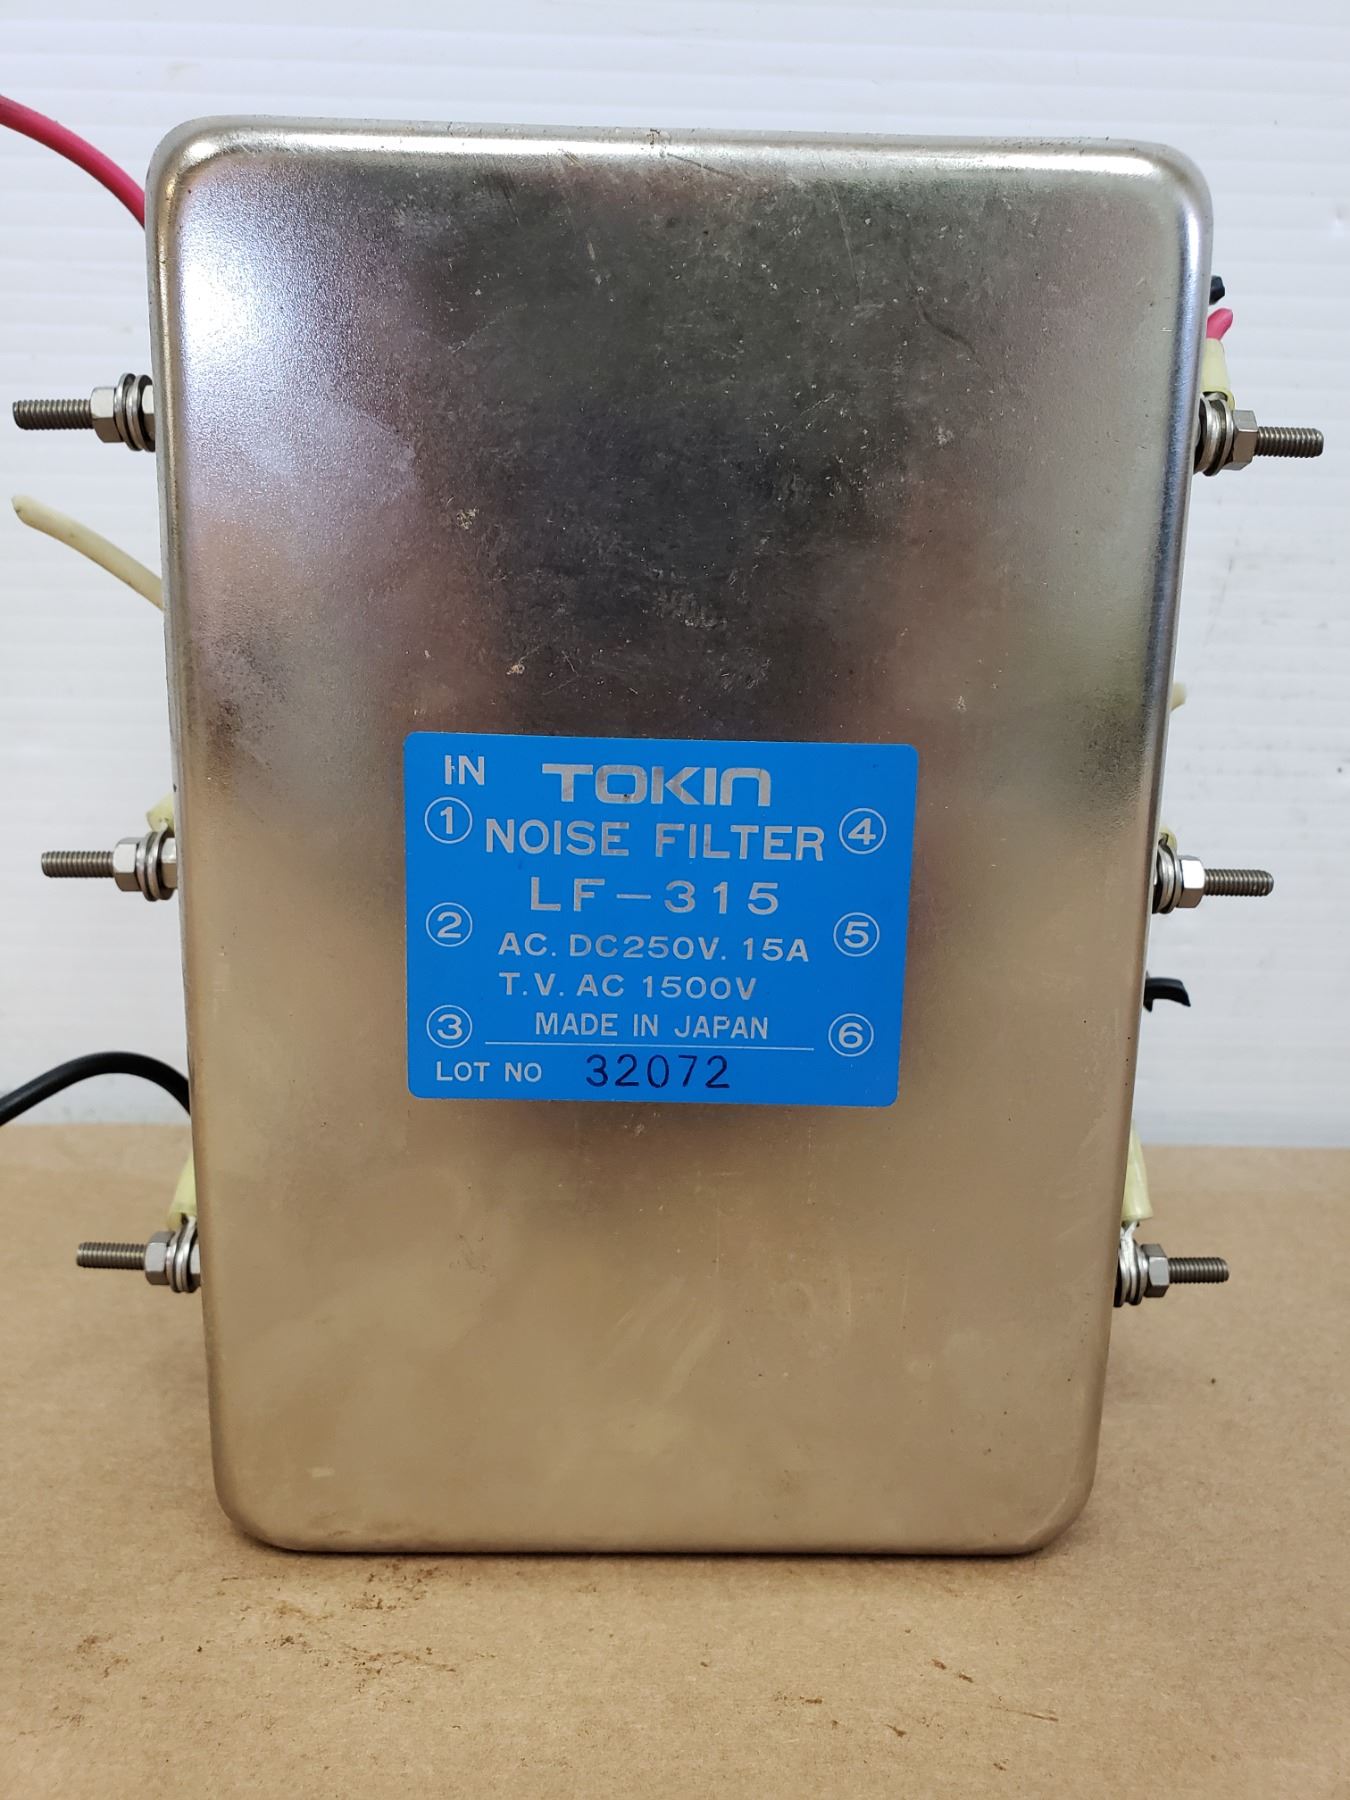 IN TOKIN
① NOISE FILTER ④
LF-315
② AC. DC250V. 15A ⑤
T.V. AC 1500V
③ MADE IN JAPAN ⑥
LOT NO 32072